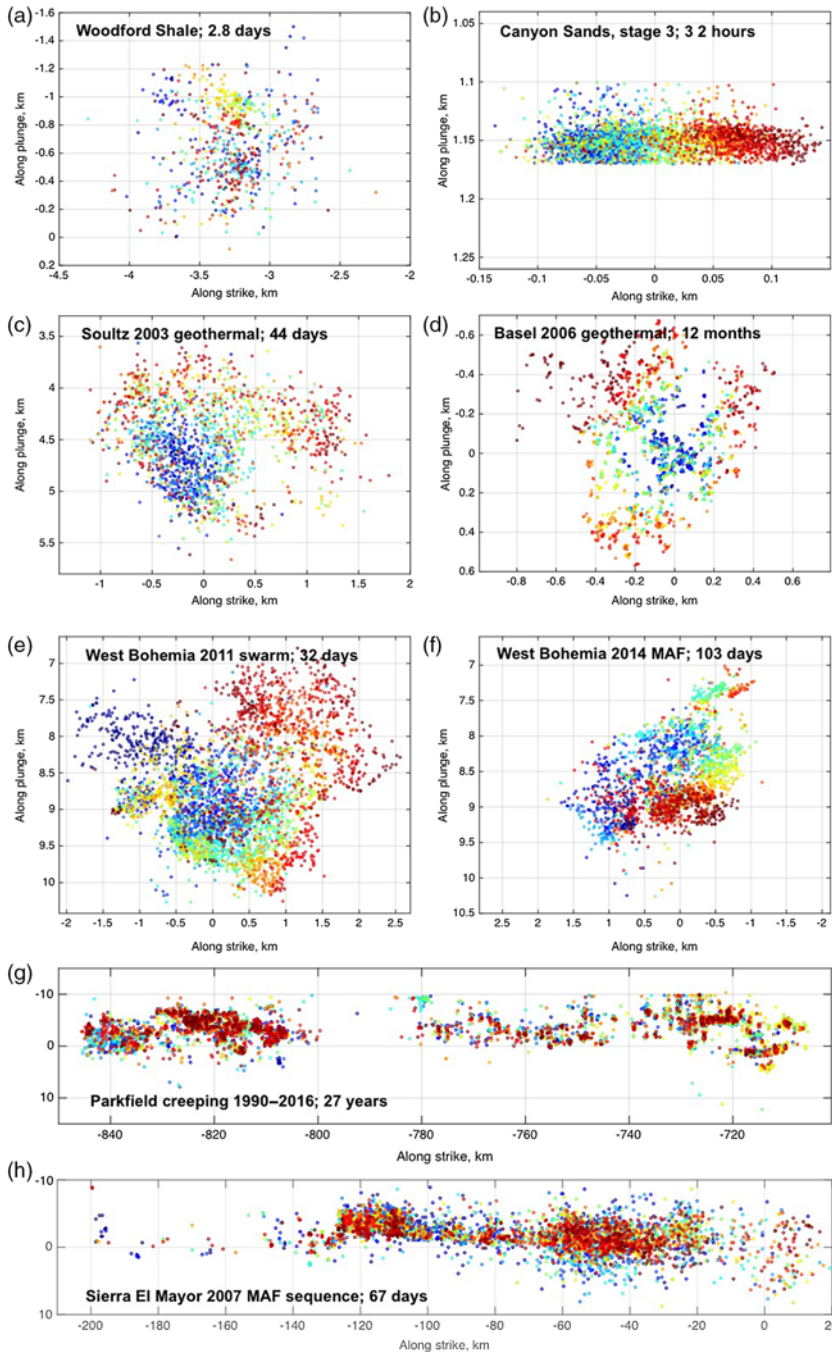 (a)
Woodford Shale; 2.8 days
-1.6
-1.4
-1-2
-1
-0.8
-0.6
-0.4
-0.2
0
0.2
Along plunge, km
-4.5 -4 -3.5 -3 -2.5 -2
Along strike, km
(b)
Canyon Sands, stage 3; 3 2 hours
1.05
1.1
1.15
1.2
1.25
Along plunge, km
-0.15 -0.1 -0.05 0 0.05 0.1
Along strike, km
(c)
Soultz 2003 geothermal; 44 days
3.5
4
4.5
5
5.5
Along plunge, km
-1 -0.5 0 0.5 1 1.5 2
Along strike, km
(d)
Basel 2006 geothermal; 12 months
-0.6
-0.4
-0.2
0
0.2
0.4
0.6
Along plunge, km
-0.8 -0.6 -0.4 -0.2 0 0.2 0.4 0.6
Along strike, km
(e)
West Bohemia 2011 swarm; 32 days
7
7.5
8
8.5
9
9.5
10
Along plunge, km
-2 -1.5 -1 -0.5 0 0.5 1 1.5 2 2.5
Along strike, km
(f)
West Bohemia 2014 MAF; 103 days
7
7.5
8
8.5
9
9.5
10
10.5
Along plunge, km
2.5 2 1.5 1 0.5 0 -0.5 -1 -1.5 -2
Along strike, km
(g)
-10
0
10
Parkfield creeping 1990–2016; 27 years
-840 -820 -800 -780 -760 -740 -720
Along strike, km
(h)
-10
0
10
Sierra El Mayor 2007 MAF sequence; 67 days
-200 -180 -160 -140 -120 -100 -80 -60 -40 -20 0 20
Along strike, km